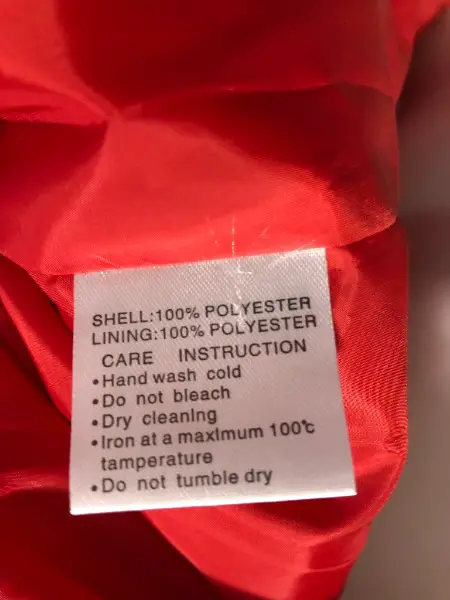 SHELL:100% POLYESTER
LINING:100% POLYESTER
CARE INSTRUCTION
•Hand wash cold
•Do not bleach
•Dry cleaning
•Iron at a maximum 100℃
tamperature
•Do not tumble dry